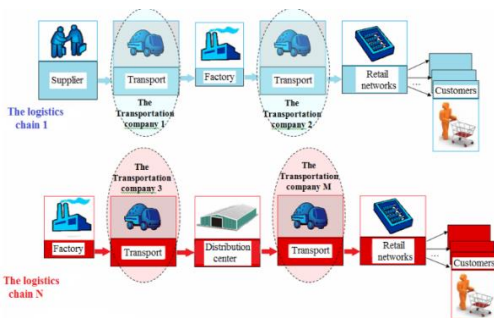 Supplier
Transport
Factory
Transport
Retail
networks
...
Customers
The
Transportation
company 1
The
Transportation
company 2
The logistics
chain 1
The
Transportation
company 3
The
Transportation
company M
Factory
Transport
Distribution
center
Transport
Retail
networks
...
Customers
The logistics
chain N